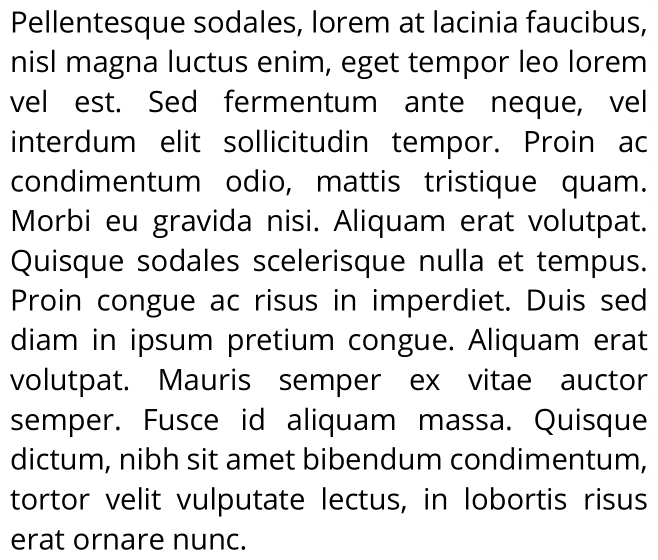 Pellentesque sodales, lorem at lacinia faucibus,
nisl magna luctus enim, eget tempor leo lorem
vel est. Sed fermentum ante neque, vel
interdum elit sollicitudin tempor. Proin ac
condimentum odio, mattis tristique quam.
Morbi eu gravida nisi. Aliquam erat volutpat.
Quisque sodales scelerisque nulla et tempus.
Proin congue ac risus in imperdiet. Duis sed
diam in ipsum pretium congue. Aliquam erat
volutpat. Mauris semper ex vitae auctor
semper. Fusce id aliquam massa. Quisque
dictum, nibh sit amet bibendum condimentum,
tortor velit vulputate lectus, in lobortis risus
erat ornare nunc.